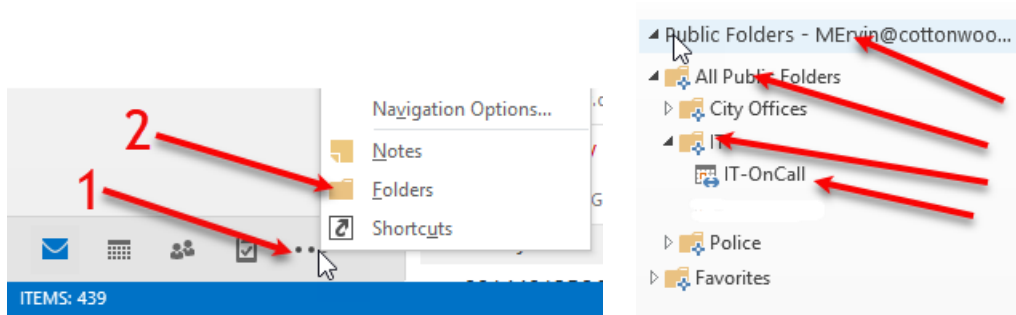 Navigation Options...
2
Notes
Folders
1
Shortcuts
ITEMS: 439
Public Folders - MErvin@cottonwoo...
All Public Folders
City Offices
IT
IT-OnCall
Police
Favorites